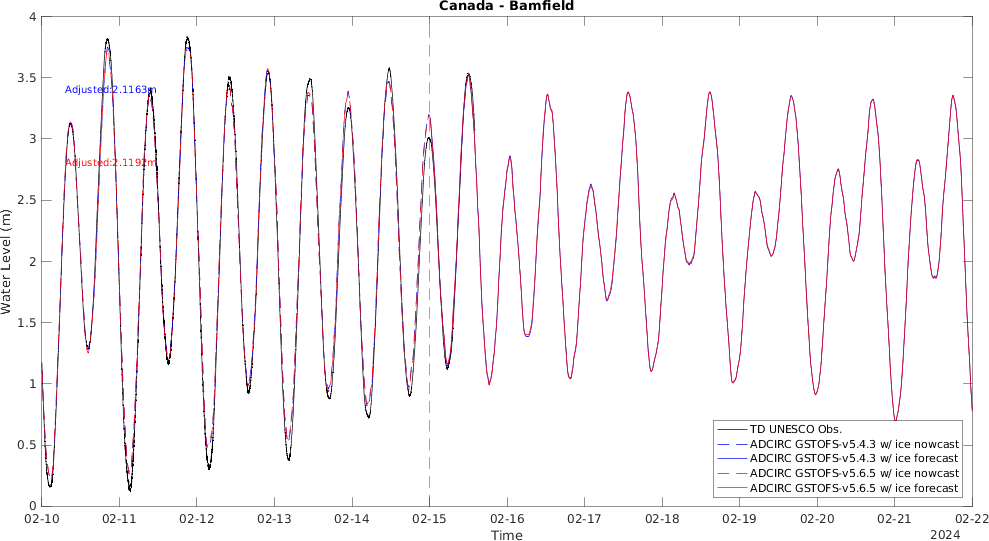 Canada - Bamfield
4
3.5
3
2.5
2
1.5
1
0.5
0
Water Level (m)
Adjusted:2.1163m
Adjusted:2.1192m
TD UNESCO Obs.
ADCIRC GSTOFS-v5.4.3 w/ ice nowcast
ADCIRC GSTOFS-v5.4.3 w/ ice forecast
ADCIRC GSTOFS-v5.6.5 w/ ice nowcast
ADCIRC GSTOFS-v5.6.5 w/ ice forecast
02-10 02-11 02-12 02-13 02-14 02-15 02-16 02-17 02-18 02-19 02-20 02-21 02-22
Time
2024